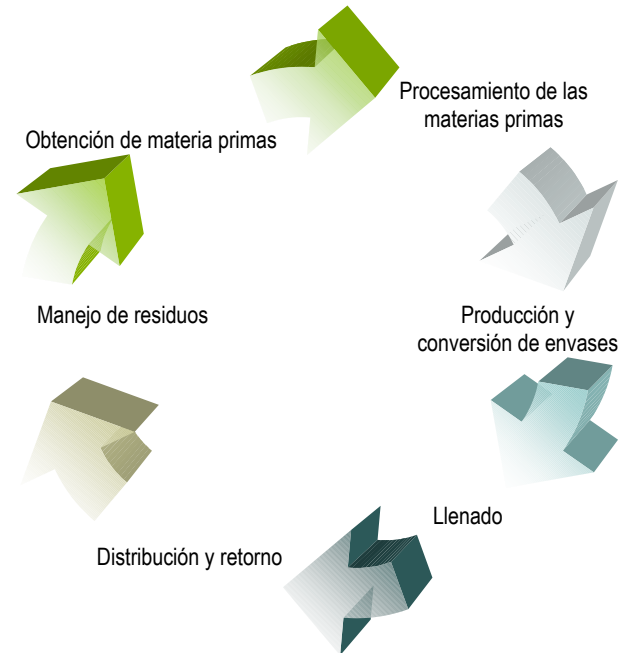 Procesamiento de las
materias primas
Obtención de materia primas
Manejo de residuos
Producción y
conversión de envases
Llenado
Distribución y retorno